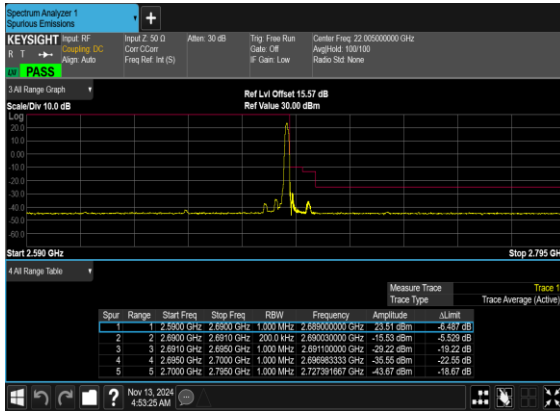 Spectrum Analyzer 1
Spurious Emissions
+
KEYSIGHT Input: RF Input Z: 50 Ω Atten: 30 dB Trig: Free Run Center Freq: 22.005000000 GHz
R T Coupling: DC Corr CCorr Gate: Off Avg|Hold: 100/100
Align: Auto Freq Ref: Int (S) IF Gain: Low Radio Std: None
LXI PASS
3 All Range Graph
Ref Lvl Offset 15.57 dB
Scale/Div 10.0 dB Ref Value 30.00 dBm
Log
20.0
10.0
0.00
-10.0
-20.0
-30.0
-40.0
-50.0
-60.0
Start 2.590 GHz Stop 2.795 GH
4 All Range Table
Measure Trace Trace 1
Trace Type Trace Average (Active)
Spur Range Start Freq Stop Freq RBW Frequency Amplitude ΔLimit
1 1 2.5900 GHz 2.6900 GHz 1.000 MHz 2.689000000 GHz 23.51 dBm -6.487 dB
2 2 2.6900 GHz 2.6910 GHz 200.0 kHz 2.690030000 GHz -15.53 dBm -5.529 dB
3 3 2.6910 GHz 2.6950 GHz 1.000 MHz 2.691100000 GHz -29.22 dBm -19.22 dB
4 4 2.6950 GHz 2.7000 GHz 1.000 MHz 2.696983333 GHz -35.55 dBm -22.55 dB
5 5 2.7000 GHz 2.7950 GHz 1.000 MHz 2.727391667 GHz -43.67 dBm -18.67 dB
? Nov 13, 2024
4:53:25 AM